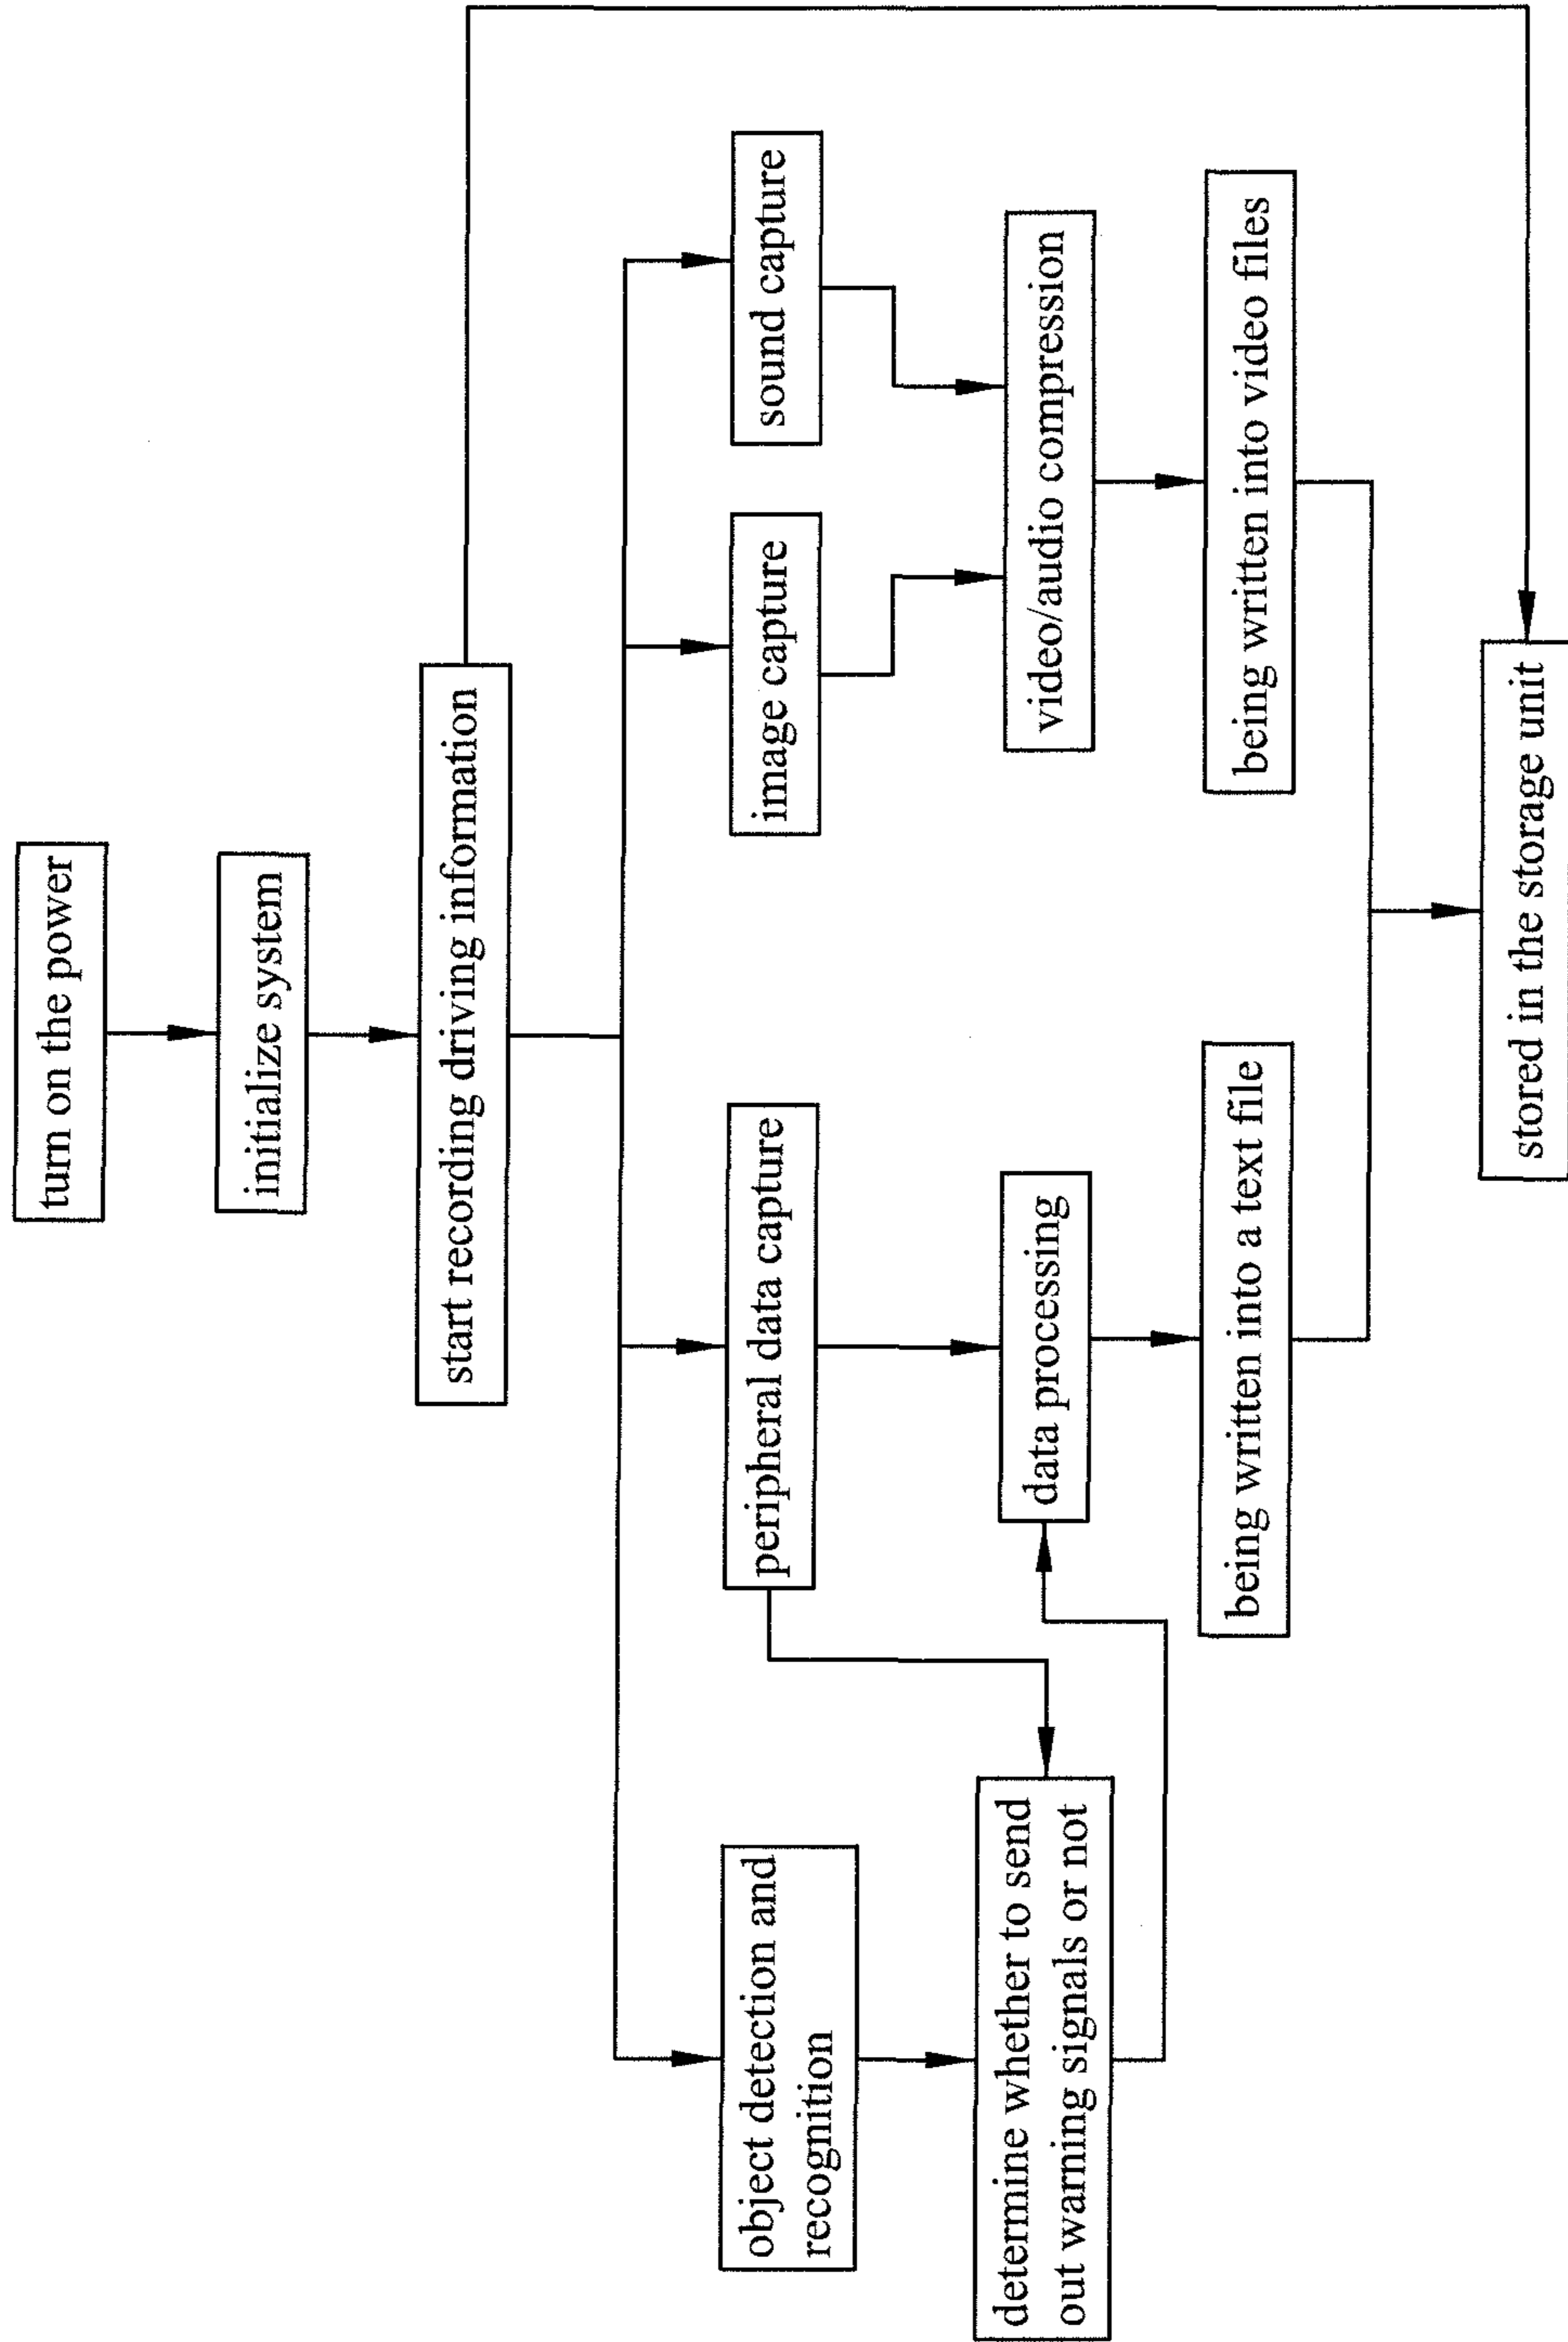 turn on the power
initialize system
start recording driving information
object detection and
recognition
peripheral data capture
image capture
sound capture
determine whether to send
out warning signals or not
data processing
video/audio compression
being written into a text file
being written into video files
stored in the storage unit